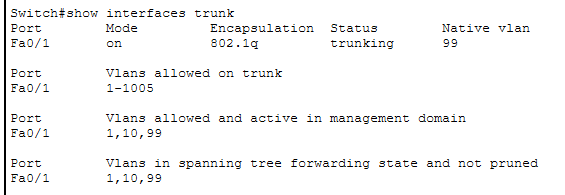 Switch#show interfaces trunk
Port Mode Encapsulation Status Native vlan
Fa0/1 on 802.1q trunking 99
Port Vlans allowed on trunk
Fa0/1 1-1005
Port Vlans allowed and active in management domain
Fa0/1 1,10,99
Port Vlans in spanning tree forwarding state and not pruned
Fa0/1 1,10,99